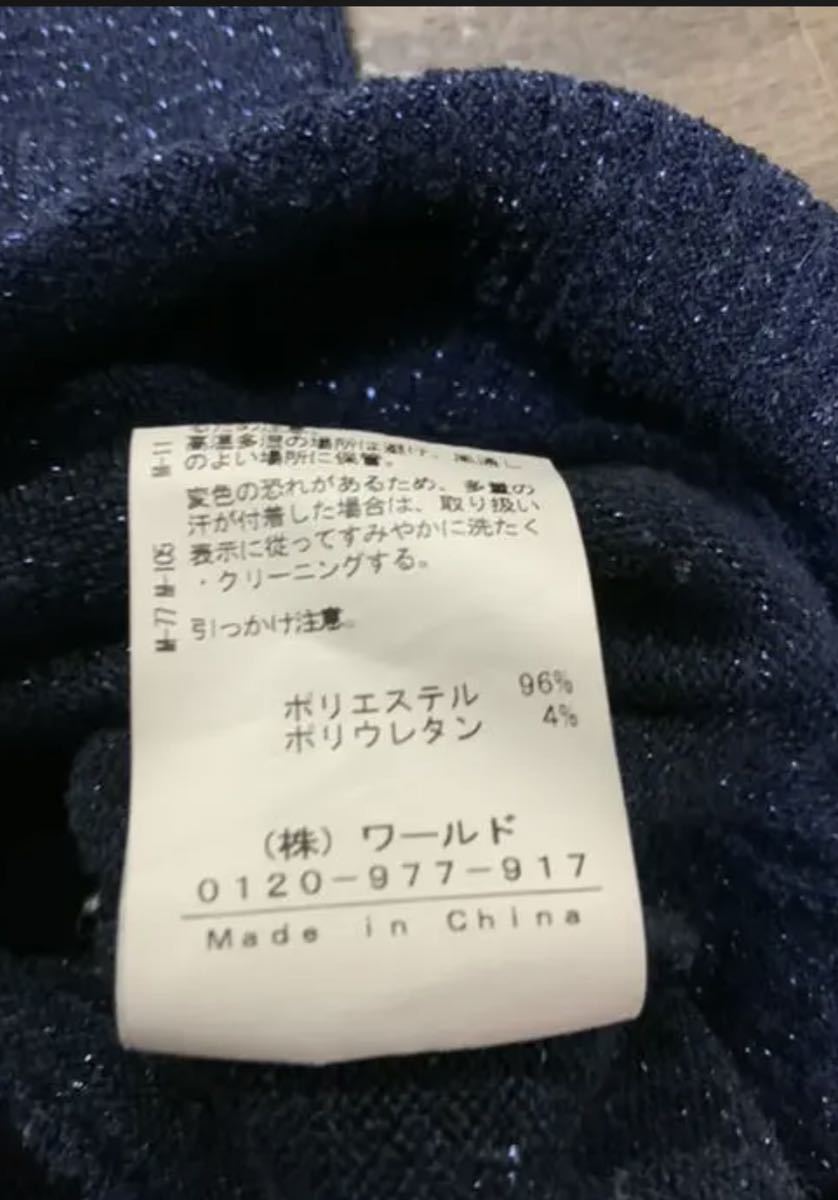 M-11
高温多湿の場所は避け、風通し
のよい場所に保管。
M-105
変色の恐れがあるため、多量の
汗が付着した場合は、取り扱い
表示に従ってすみやかに洗たく
・クリーニングする。
M-77
引っかけ注意。
ポリエステル 96%
ポリウレタン 4%
(株) ワールド
0120-977-917
Made in China